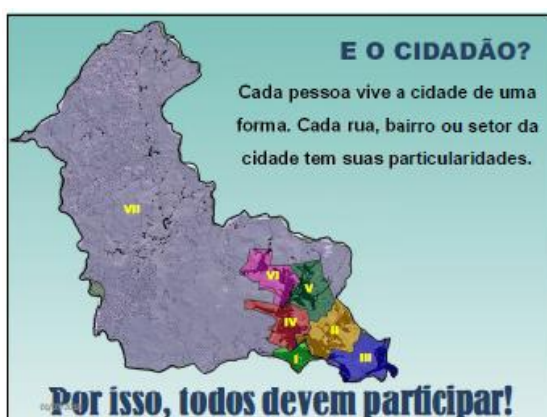 E O CIDADÃO?
Cada pessoa vive a cidade de uma
forma. Cada rua, bairro ou setor da
cidade tem suas particularidades.
VII
VI
V
IV
II
I
III
Por isso, todos devem participar!